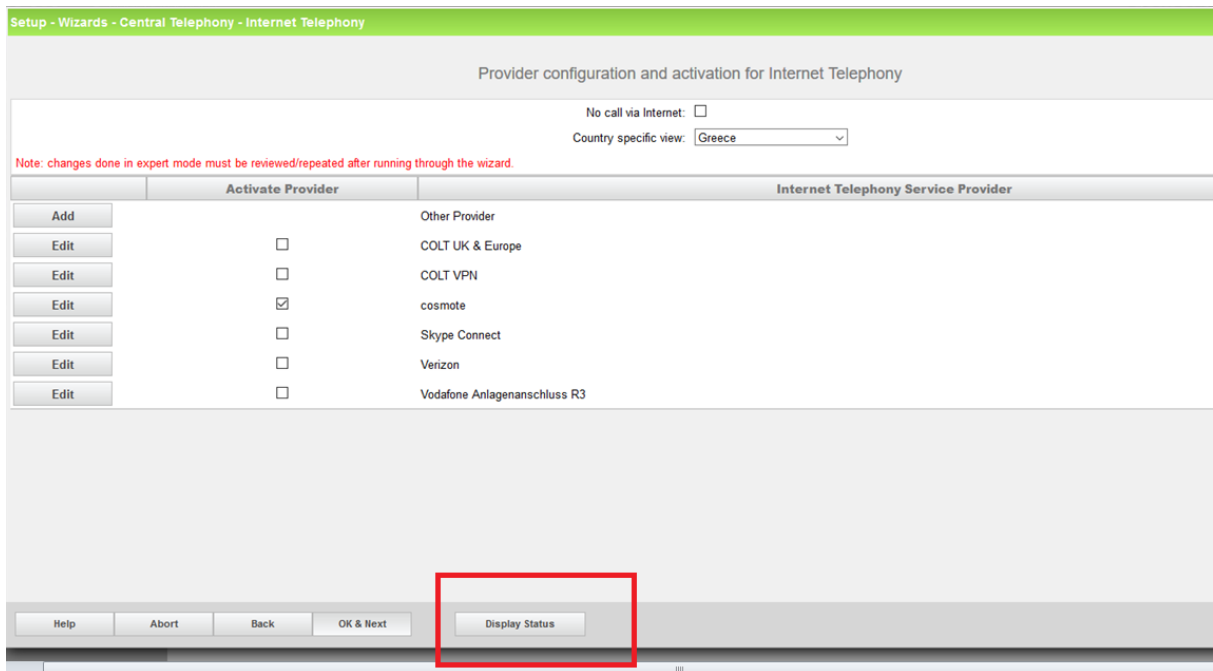 Setup - Wizards - Central Telephony - Internet Telephony
Provider configuration and activation for Internet Telephony
No call via Internet:
Country specific view: Greece
Note: changes done in expert mode must be reviewed/repeated after running through the wizard.
Activate Provider Internet Telephony Service Provider
Add Other Provider
Edit COLT UK & Europe
Edit COLT VPN
Edit cosmote
Edit Skype Connect
Edit Verizon
Edit Vodafone Anlagenanschluss R3
Help Abort Back OK & Next Display Status